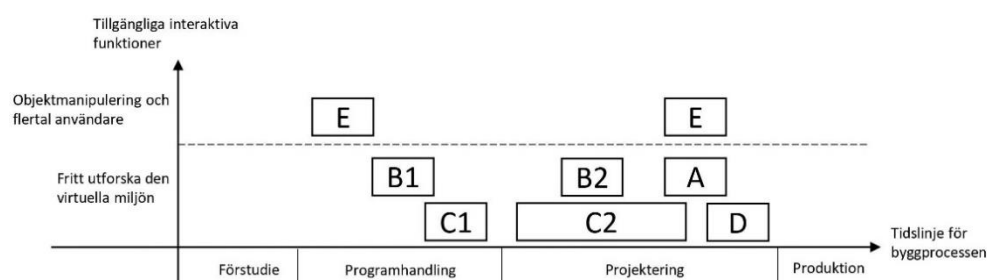 Tillgängliga interaktiva
funktioner
Objektmanipulering och
flertal användare
E
E
Fritt utforska den
virtuella miljön
B1
B2
A
C1
C2
D
Tidslinje för
byggprocessen
Förstudie
Programhandling
Projektering
Produktion